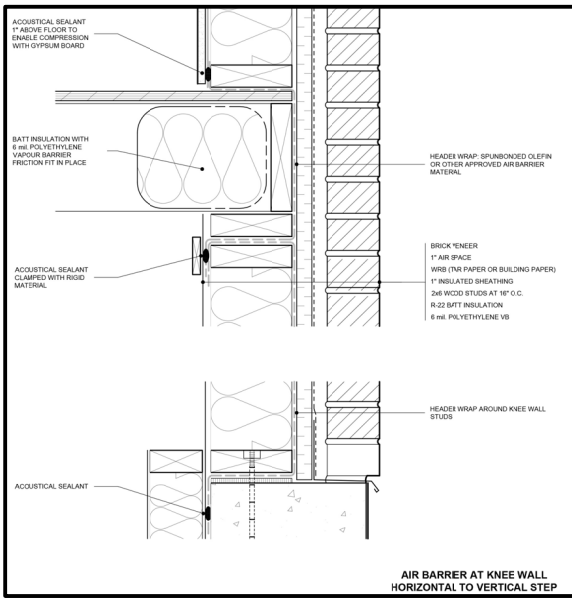 ACOUSTICAL SEALANT
1" ABOVE FLOOR TO
ENABLE COMPRESSION
WITH GYPSUM BOARD
BATT INSULATION WITH
6 mil. POLYETHYLENE
VAPOUR BARRIER
FRICTION FIT IN PLACE
HEADER WRAP: SPUNBONDED OLEFIN
OR OTHER APPROVED AIR BARRIER
MATERAL
ACOUSTICAL SEALANT
CLAMPED WITH RIGID
MATERIAL
BRICK VENEER
1" AIR SPACE
WRB (TAR PAPER OR BUILDING PAPER)
1" INSULATED SHEATHING
2x6 WOOD STUDS AT 16" O.C.
R-22 BATT INSULATION
6 mil. POLYETHYLENE VB
HEADER WRAP AROUND KNEE WALL
STUDS
ACOUSTICAL SEALANT
AIR BARRIER AT KNEE WALL
HORIZONTAL TO VERTICAL STEP